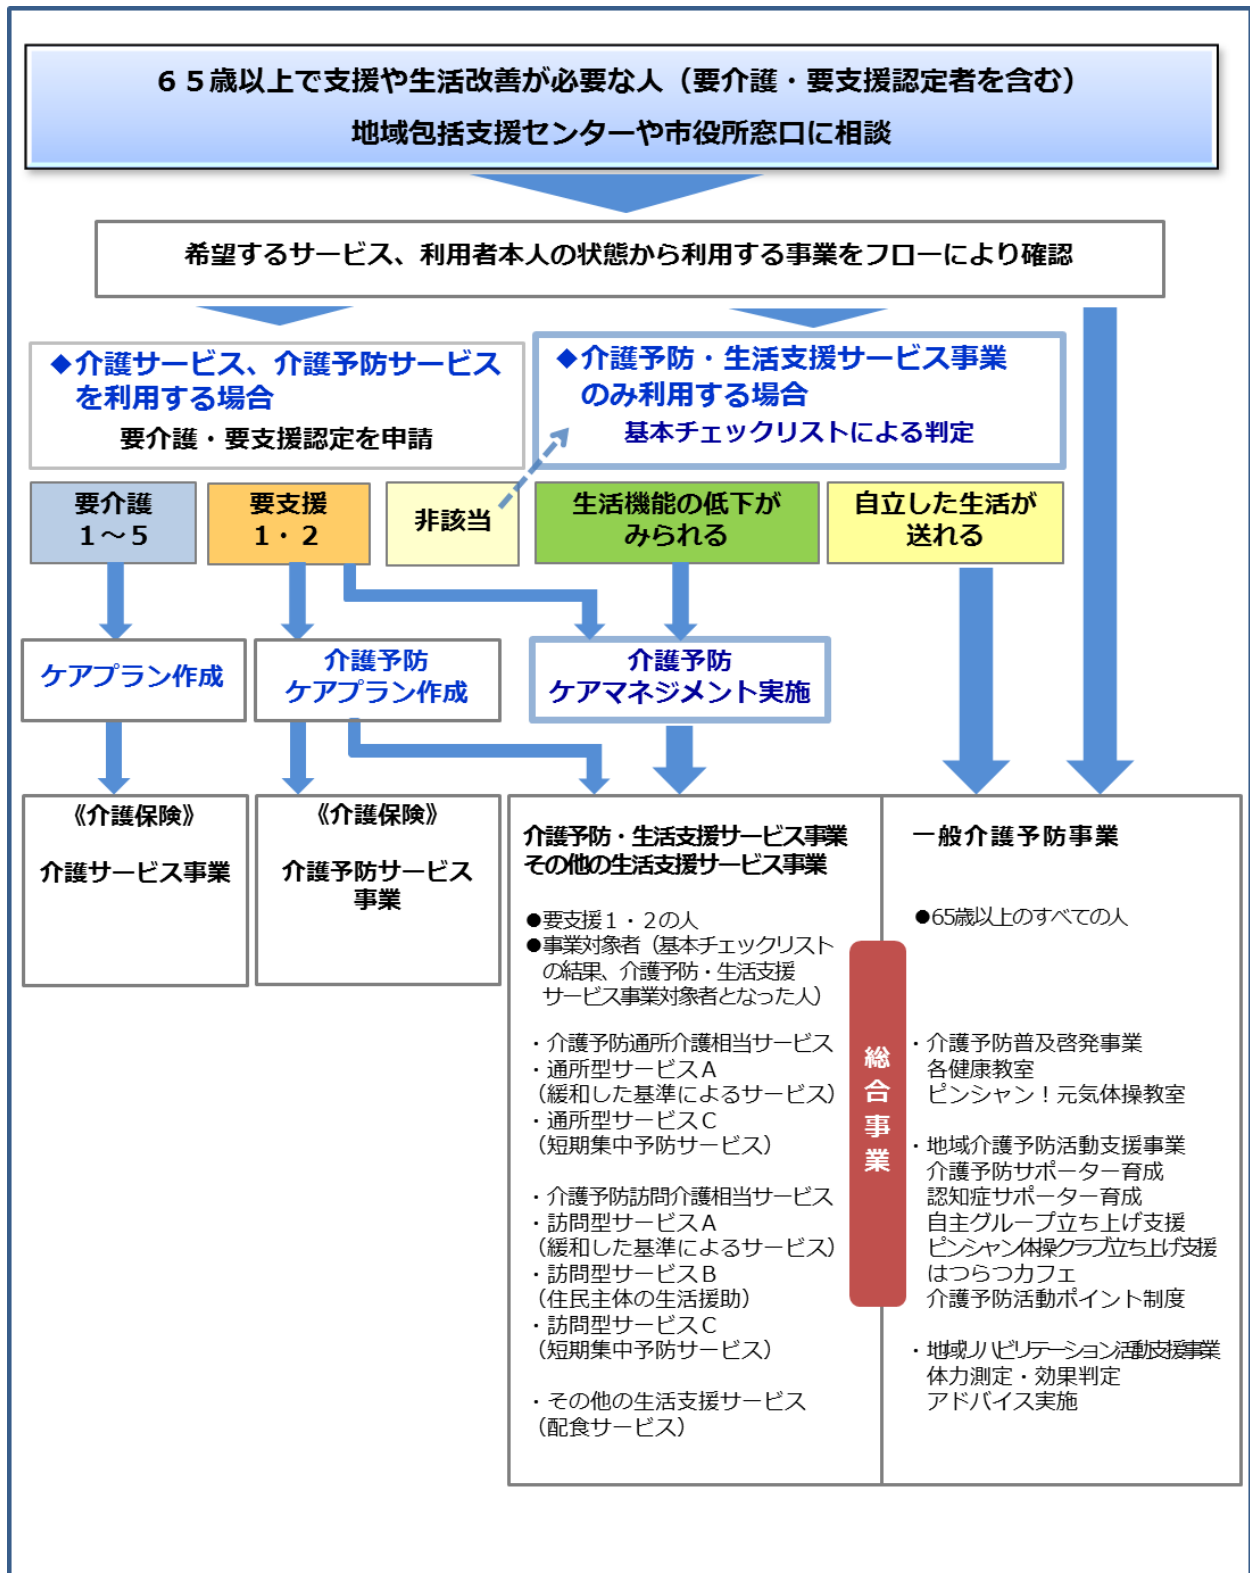 ６５歳以上で支援や生活改善が必要な人（要介護・要支援認定者を含む）
地域包括支援センターや市役所窓口に相談
希望するサービス、利用者本人の状態から利用する事業をフローにより確認
◆介護サービス、介護予防サービス
を利用する場合
要介護・要支援認定を申請
◆介護予防・生活支援サービス事業
のみ利用する場合
基本チェックリストによる判定
要介護
１～５
要支援
１・２
非該当
生活機能の低下が
みられる
自立した生活が
送れる
ケアプラン作成
介護予防
ケアプラン作成
介護予防
ケアマネジメント実施
《介護保険》
介護サービス事業
《介護保険》
介護予防サービス
事業
介護予防・生活支援サービス事業
その他の生活支援サービス事業
●要支援１・２の人
●事業対象者（基本チェックリスト
の結果、介護予防・生活支援
サービス事業対象者となった人）
・介護予防通所介護相当サービス
・通所型サービスＡ
（緩和した基準によるサービス）
・通所型サービスＣ
（短期集中予防サービス）
・介護予防訪問介護相当サービス
・訪問型サービスＡ
（緩和した基準によるサービス）
・訪問型サービスＢ
（住民主体の生活援助）
・訪問型サービスＣ
（短期集中予防サービス）
・その他の生活支援サービス
（配食サービス）
総合事業
一般介護予防事業
●65歳以上のすべての人
・介護予防普及啓発事業
各健康教室
ピンシャン！元気体操教室
・地域介護予防活動支援事業
介護予防サポーター育成
認知症サポーター育成
自主グループ立ち上げ支援
ピンシャン体操クラブ立ち上げ支援
はつらつカフェ
介護予防活動ポイント制度
・地域リハビリテーション活動支援事業
体力測定・効果判定
アドバイス実施